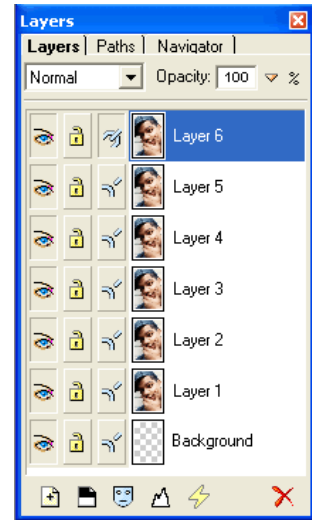 Layers
Layers Paths Navigator
Normal Opacity: 100 %
Layer 6
Layer 5
Layer 4
Layer 3
Layer 2
Layer 1
Background